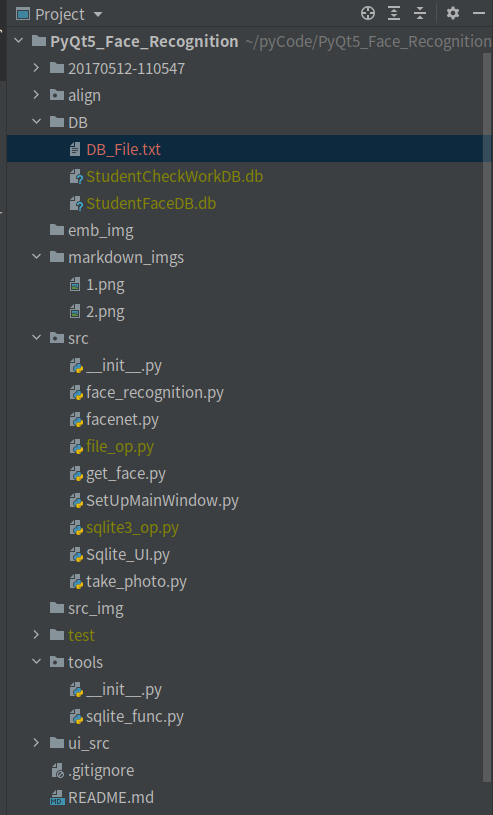 Project
PyQt5_Face_Recognition ~/pyCode/PyQt5_Face_Recognition
20170512-110547
align
DB
DB_File.txt
StudentCheckWorkDB.db
StudentFaceDB.db
emb_img
markdown_imgs
1.png
2.png
src
__init__.py
face_recognition.py
facenet.py
file_op.py
get_face.py
SetUpMainWindow.py
sqlite3_op.py
Sqlite_UI.py
take_photo.py
src_img
test
tools
__init__.py
sqlite_func.py
ui_src
.gitignore
README.md